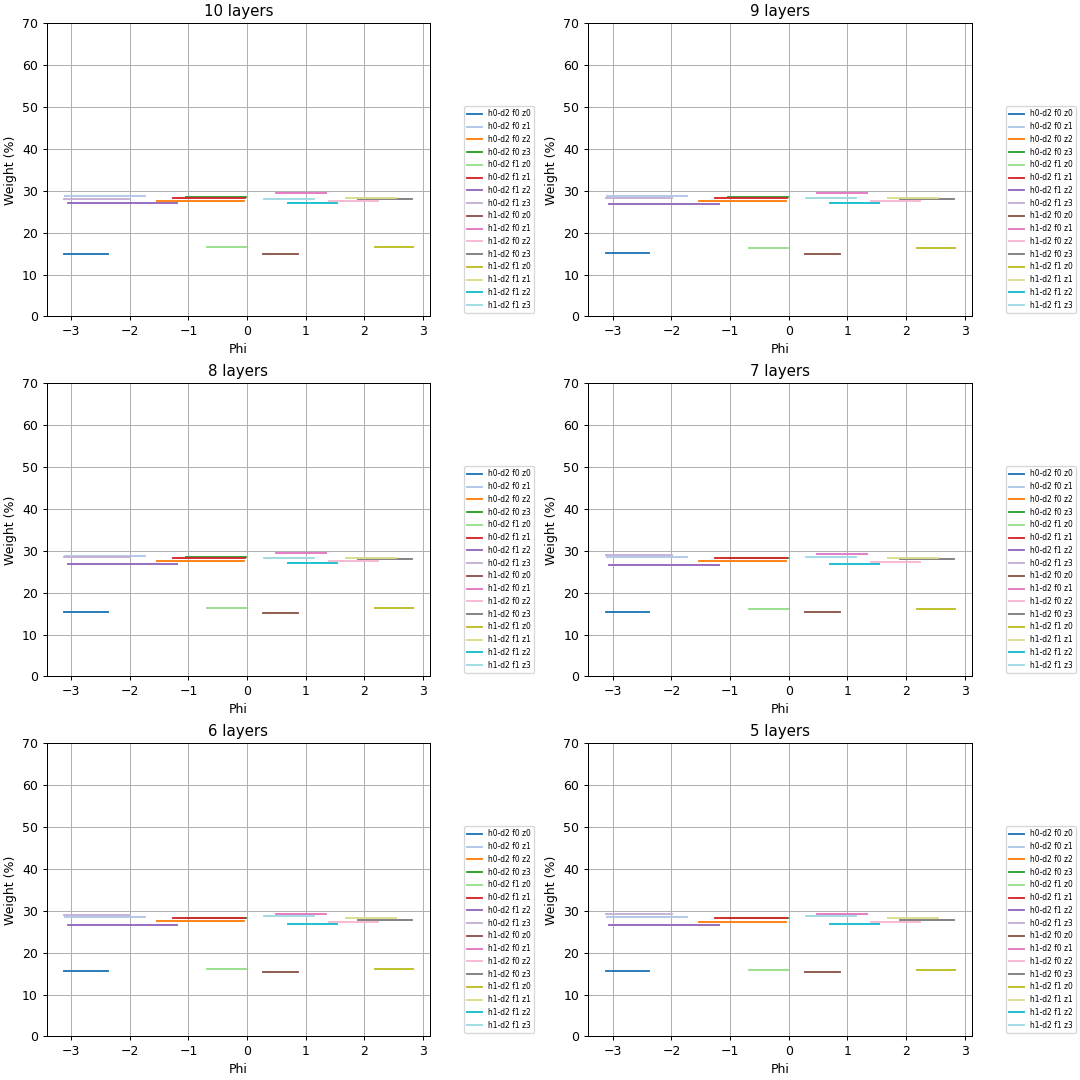 10 layers
70
60
50
40
30
20
10
0
Weight (%)
−3 −2 −1 0 1 2 3
Phi
h0-d2 f0 z0
h0-d2 f0 z1
h0-d2 f0 z2
h0-d2 f0 z3
h0-d2 f1 z0
h0-d2 f1 z1
h0-d2 f1 z2
h0-d2 f1 z3
h1-d2 f0 z0
h1-d2 f0 z1
h1-d2 f0 z2
h1-d2 f0 z3
h1-d2 f1 z0
h1-d2 f1 z1
h1-d2 f1 z2
h1-d2 f1 z3
9 layers
70
60
50
40
30
20
10
0
Weight (%)
−3 −2 −1 0 1 2 3
Phi
h0-d2 f0 z0
h0-d2 f0 z1
h0-d2 f0 z2
h0-d2 f0 z3
h0-d2 f1 z0
h0-d2 f1 z1
h0-d2 f1 z2
h0-d2 f1 z3
h1-d2 f0 z0
h1-d2 f0 z1
h1-d2 f0 z2
h1-d2 f0 z3
h1-d2 f1 z0
h1-d2 f1 z1
h1-d2 f1 z2
h1-d2 f1 z3
8 layers
70
60
50
40
30
20
10
0
Weight (%)
−3 −2 −1 0 1 2 3
Phi
h0-d2 f0 z0
h0-d2 f0 z1
h0-d2 f0 z2
h0-d2 f0 z3
h0-d2 f1 z0
h0-d2 f1 z1
h0-d2 f1 z2
h0-d2 f1 z3
h1-d2 f0 z0
h1-d2 f0 z1
h1-d2 f0 z2
h1-d2 f0 z3
h1-d2 f1 z0
h1-d2 f1 z1
h1-d2 f1 z2
h1-d2 f1 z3
7 layers
70
60
50
40
30
20
10
0
Weight (%)
−3 −2 −1 0 1 2 3
Phi
h0-d2 f0 z0
h0-d2 f0 z1
h0-d2 f0 z2
h0-d2 f0 z3
h0-d2 f1 z0
h0-d2 f1 z1
h0-d2 f1 z2
h0-d2 f1 z3
h1-d2 f0 z0
h1-d2 f0 z1
h1-d2 f0 z2
h1-d2 f0 z3
h1-d2 f1 z0
h1-d2 f1 z1
h1-d2 f1 z2
h1-d2 f1 z3
6 layers
70
60
50
40
30
20
10
0
Weight (%)
−3 −2 −1 0 1 2 3
Phi
h0-d2 f0 z0
h0-d2 f0 z1
h0-d2 f0 z2
h0-d2 f0 z3
h0-d2 f1 z0
h0-d2 f1 z1
h0-d2 f1 z2
h0-d2 f1 z3
h1-d2 f0 z0
h1-d2 f0 z1
h1-d2 f0 z2
h1-d2 f0 z3
h1-d2 f1 z0
h1-d2 f1 z1
h1-d2 f1 z2
h1-d2 f1 z3
5 layers
70
60
50
40
30
20
10
0
Weight (%)
−3 −2 −1 0 1 2 3
Phi
h0-d2 f0 z0
h0-d2 f0 z1
h0-d2 f0 z2
h0-d2 f0 z3
h0-d2 f1 z0
h0-d2 f1 z1
h0-d2 f1 z2
h0-d2 f1 z3
h1-d2 f0 z0
h1-d2 f0 z1
h1-d2 f0 z2
h1-d2 f0 z3
h1-d2 f1 z0
h1-d2 f1 z1
h1-d2 f1 z2
h1-d2 f1 z3